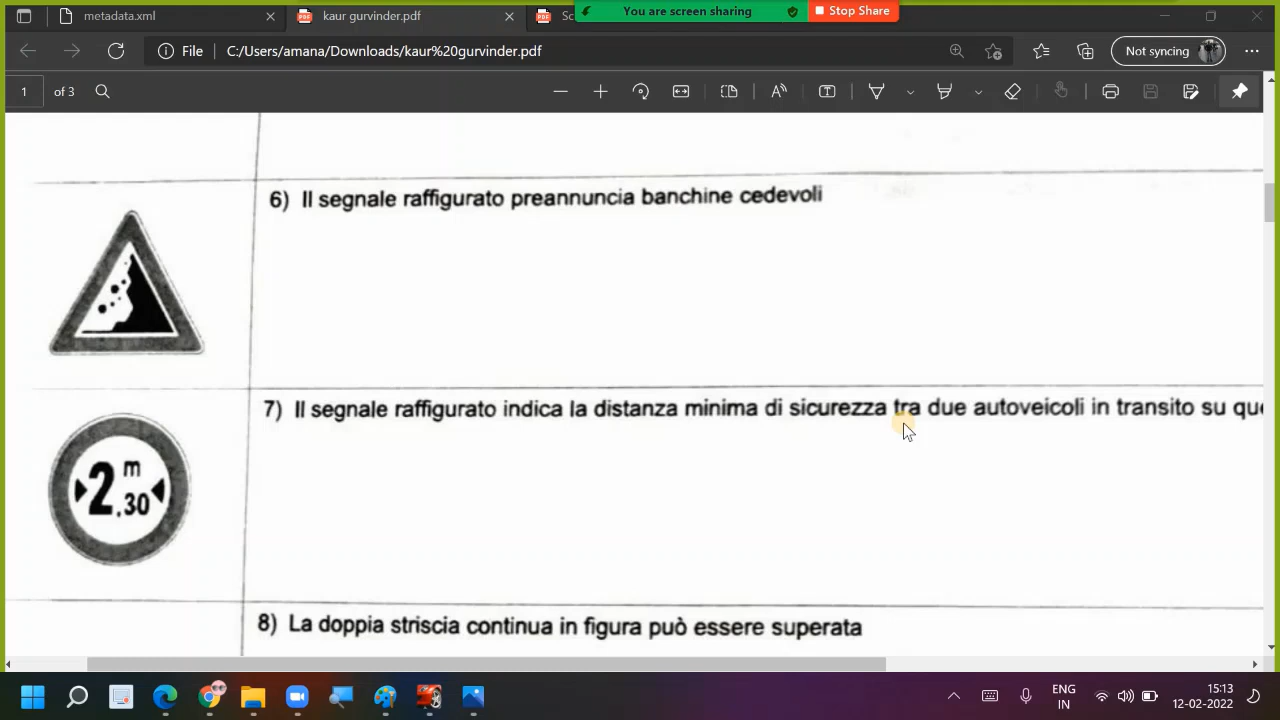 metadata.xml
kaur gurvinder.pdf
You are screen sharing
Stop Share
File
C:/Users/amana/Downloads/kaur%20gurvinder.pdf
Not syncing
1 of 3
6) Il segnale raffigurato preannuncia banchine cedevoli
7) Il segnale raffigurato indica la distanza minima di sicurezza tra due autoveicoli in transito su
2 m .30
8) La doppia striscia continua in figura può essere superata
ENG
IN
15:13
12-02-2022